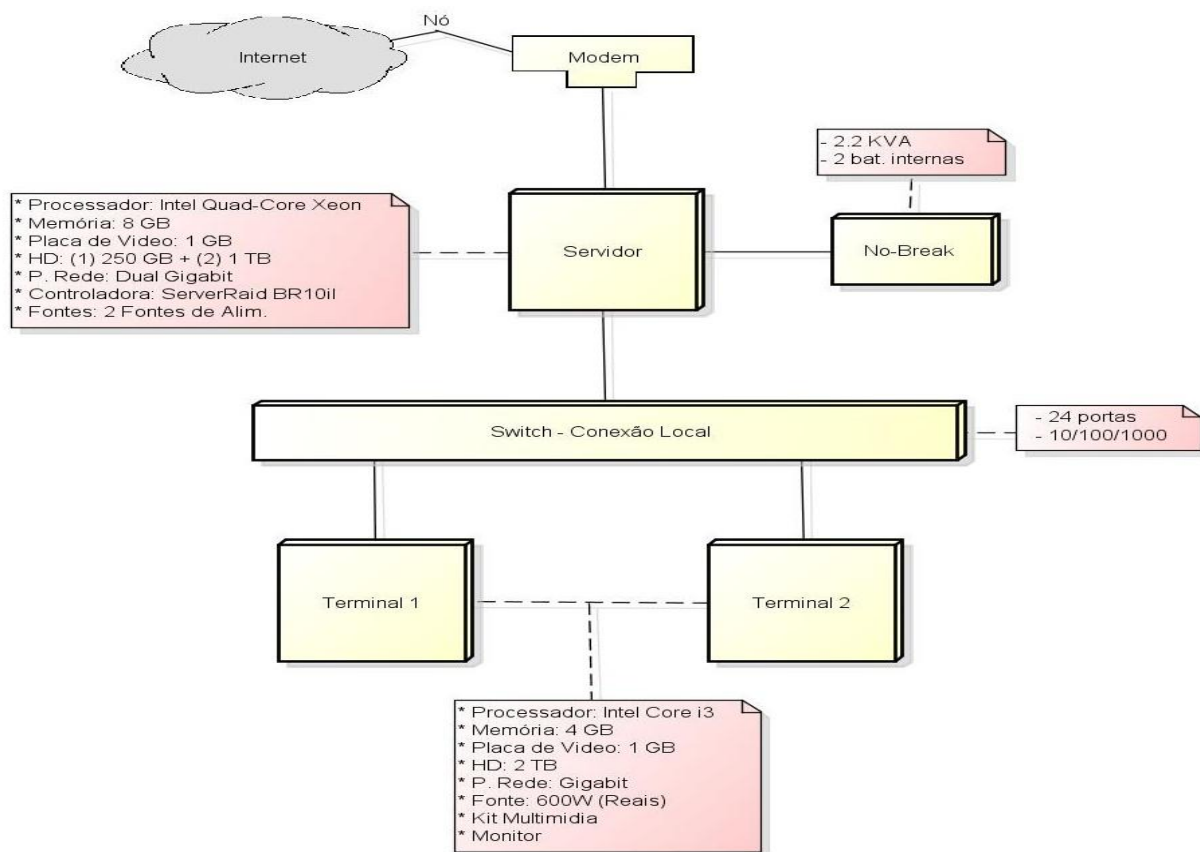 Nó
Internet
Modem
- 2.2 KVA
- 2 bat. internas
* Processador: Intel Quad-Core Xeon
* Memória: 8 GB
* Placa de Video: 1 GB
* HD: (1) 250 GB + (2) 1 TB
* P. Rede: Dual Gigabit
* Controladora: ServerRaid BR10il
* Fontes: 2 Fontes de Alim.
Servidor
No-Break
Switch - Conexão Local
- 24 portas
- 10/100/1000
Terminal 1
Terminal 2
* Processador: Intel Core i3
* Memória: 4 GB
* Placa de Video: 1 GB
* HD: 2 TB
* P. Rede: Gigabit
* Fonte: 600W (Reais)
* Kit Multimidia
* Monitor